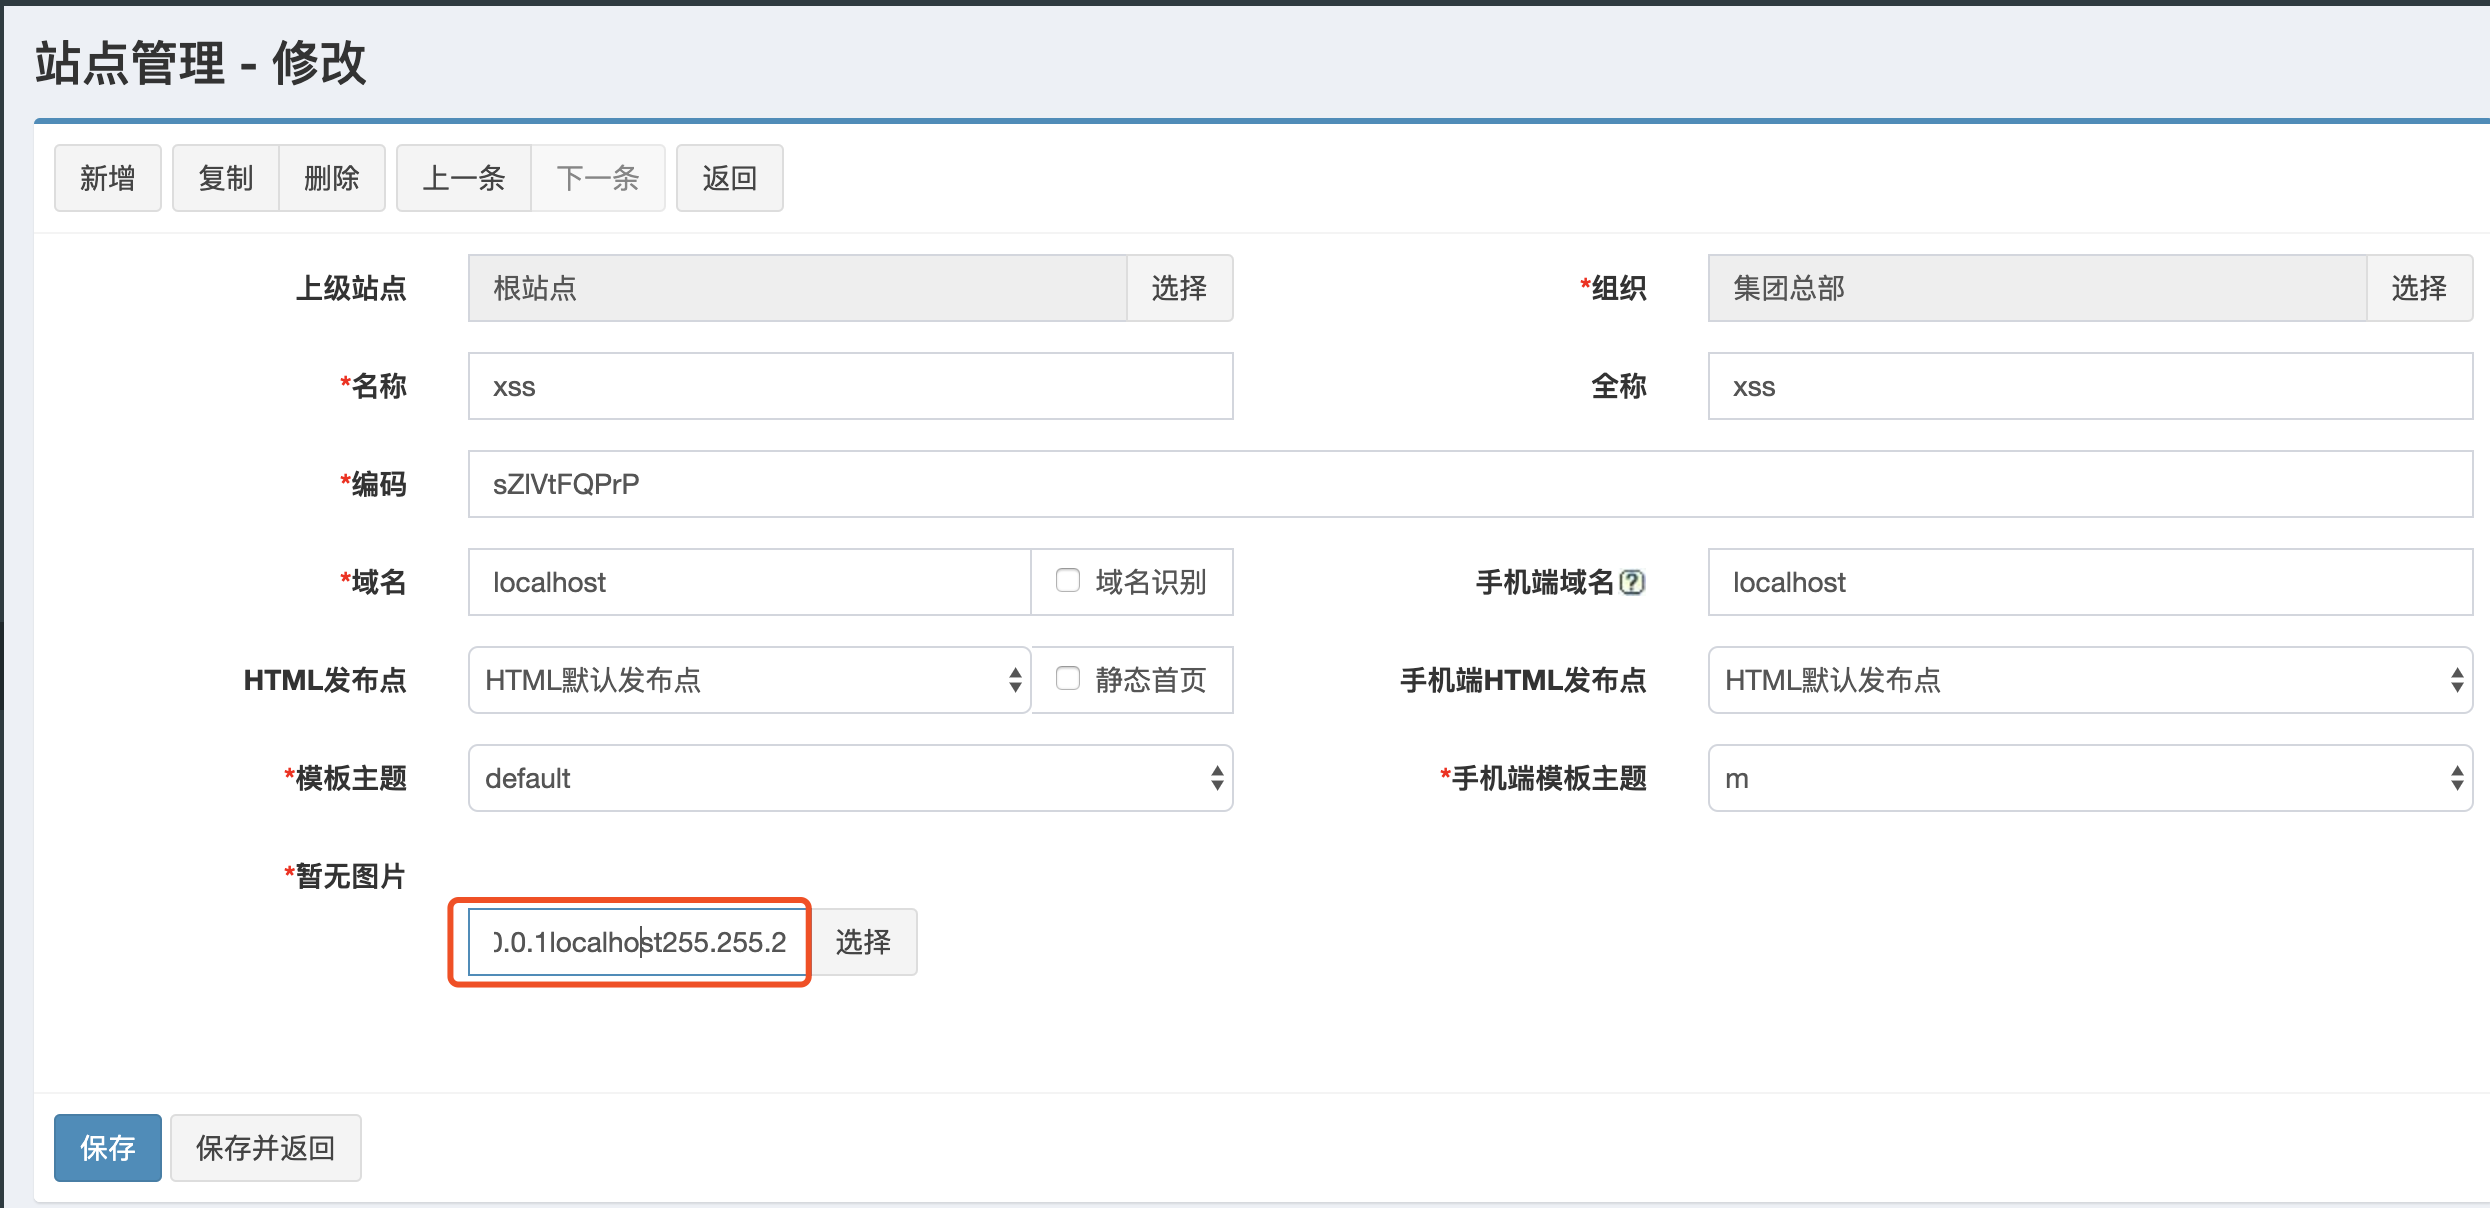 站点管理 - 修改
新增 复制 删除 上一条 下一条 返回
上级站点 根站点 选择 *组织 集团总部 选择
*名称 xss 全称 xss
*编码 sZlVtFQPrP
*域名 localhost 域名识别 手机端域名? localhost
HTML发布点 HTML默认发布点 静态首页 手机端HTML发布点 HTML默认发布点
*模板主题 default *手机端模板主题 m
*暂无图片
0.0.1localhost255.255.2 选择
保存 保存并返回